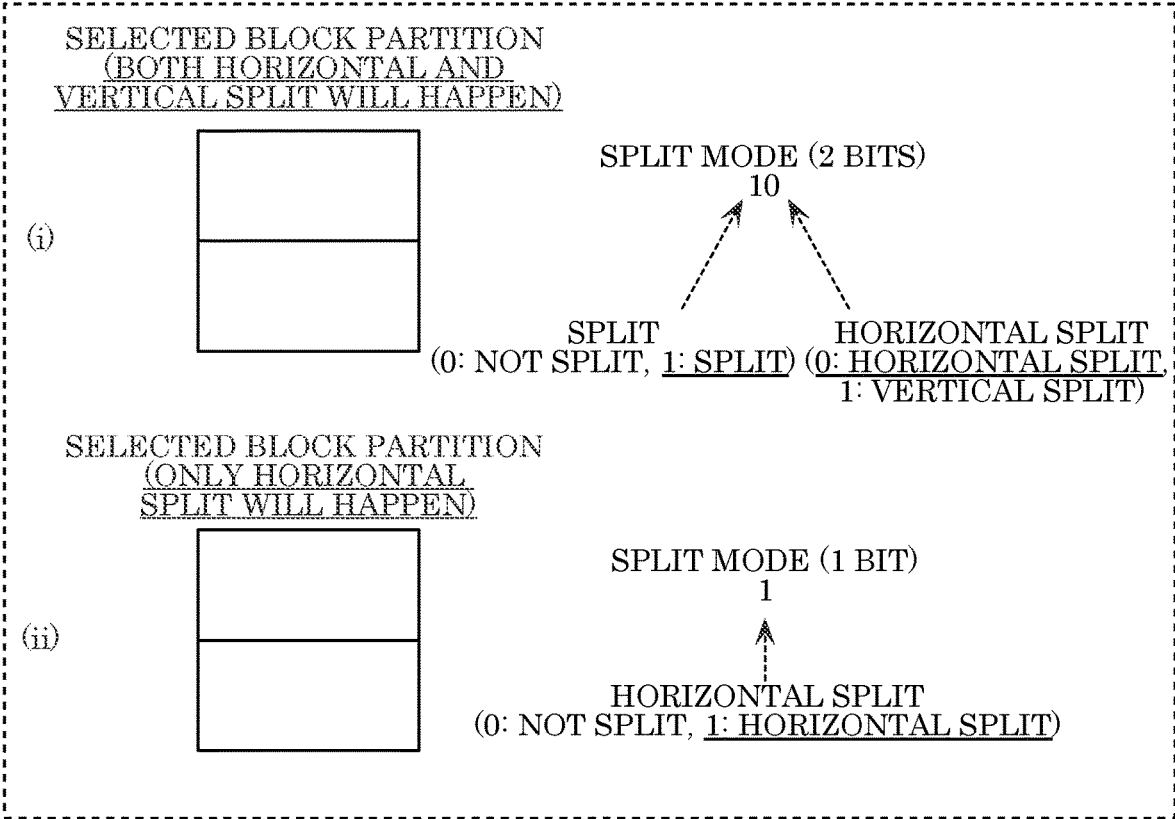 SELECTED BLOCK PARTITION
(BOTH HORIZONTAL AND
VERTICAL SPLIT WILL HAPPEN)
SPLIT MODE (2 BITS)
10
(i)
SPLIT
(0: NOT SPLIT, 1: SPLIT)
HORIZONTAL SPLIT
(0: HORIZONTAL SPLIT,
1: VERTICAL SPLIT)
SELECTED BLOCK PARTITION
(ONLY HORIZONTAL
SPLIT WILL HAPPEN)
SPLIT MODE (1 BIT)
1
(ii)
HORIZONTAL SPLIT
(0: NOT SPLIT, 1: HORIZONTAL SPLIT)